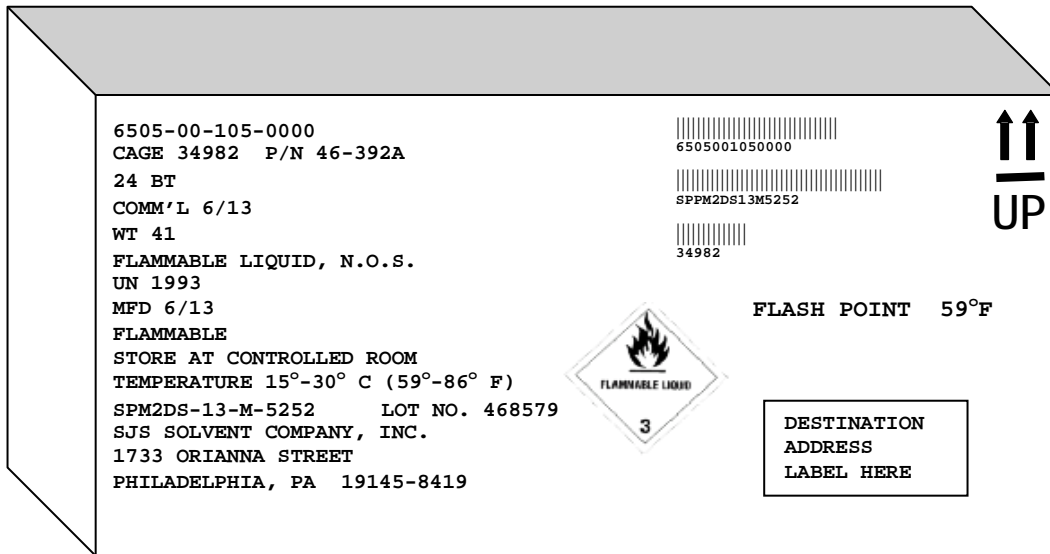 6505-00-105-0000
CAGE 34982 P/N 46-392A
24 BT
COMM'L 6/13
WT 41
FLAMMABLE LIQUID, N.O.S.
UN 1993
MFD 6/13
FLAMMABLE
STORE AT CONTROLLED ROOM
TEMPERATURE 15°-30° C (59°-86° F)
SPM2DS-13-M-5252 LOT NO. 468579
SJS SOLVENT COMPANY, INC.
1733 ORIANNA STREET
PHILADELPHIA, PA 19145-8419
6505001050000
SPPM2DS13M5252
34982
UP
FLASH POINT 59°F
FLAMNABLE LIQUID
3
DESTINATION
ADDRESS
LABEL HERE